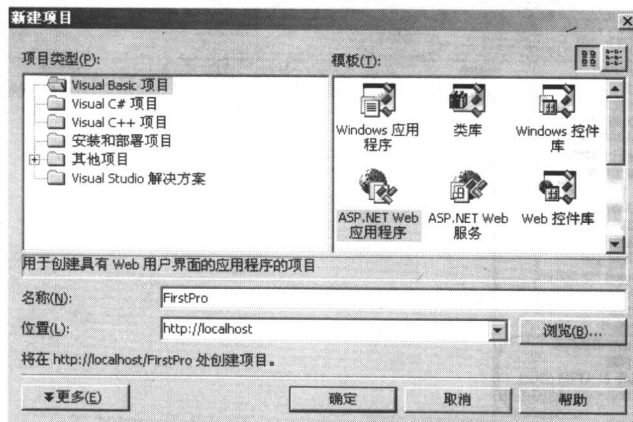 新建项目
项目类型(P):
模板(T):
Visual Basic 项目
Visual C# 项目
Visual C++ 项目
安装和部署项目
其他项目
Visual Studio 解决方案
Windows 应用
程序
类库
Windows 控件
库
ASP.NET Web
应用程序
ASP.NET Web
服务
Web 控件库
用于创建具有 Web 用户界面的应用程序的项目
名称(N):
FirstPro
位置(L):
http://localhost
浏览(B)...
将在 http://localhost/FirstPro 处创建项目。
更多(E)
确定
取消
帮助